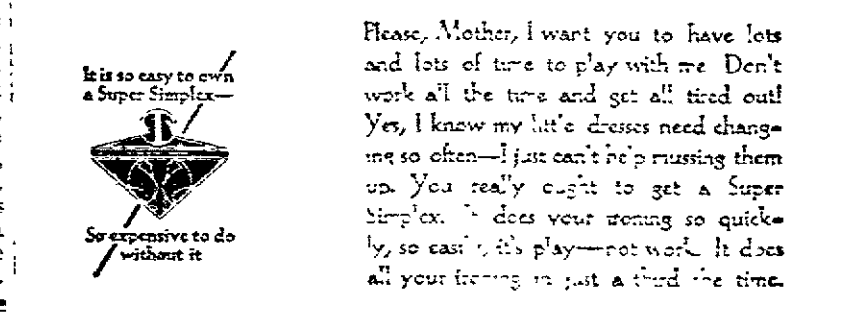 It is so easy to own
a Super Simplex—
So expensive to do
without it
Please, Mother, I want you to have lots
and lots of time to play with me. Don't
work all the time and get all tired out!
Yes, I know my little dresses need chang-
ing so often—I just can't help mussing them
up. You really ought to get a Super
Simplex. It does your ironing so quick-
ly, so easily, it's play—not work. It does
all your ironing in just a third the time.